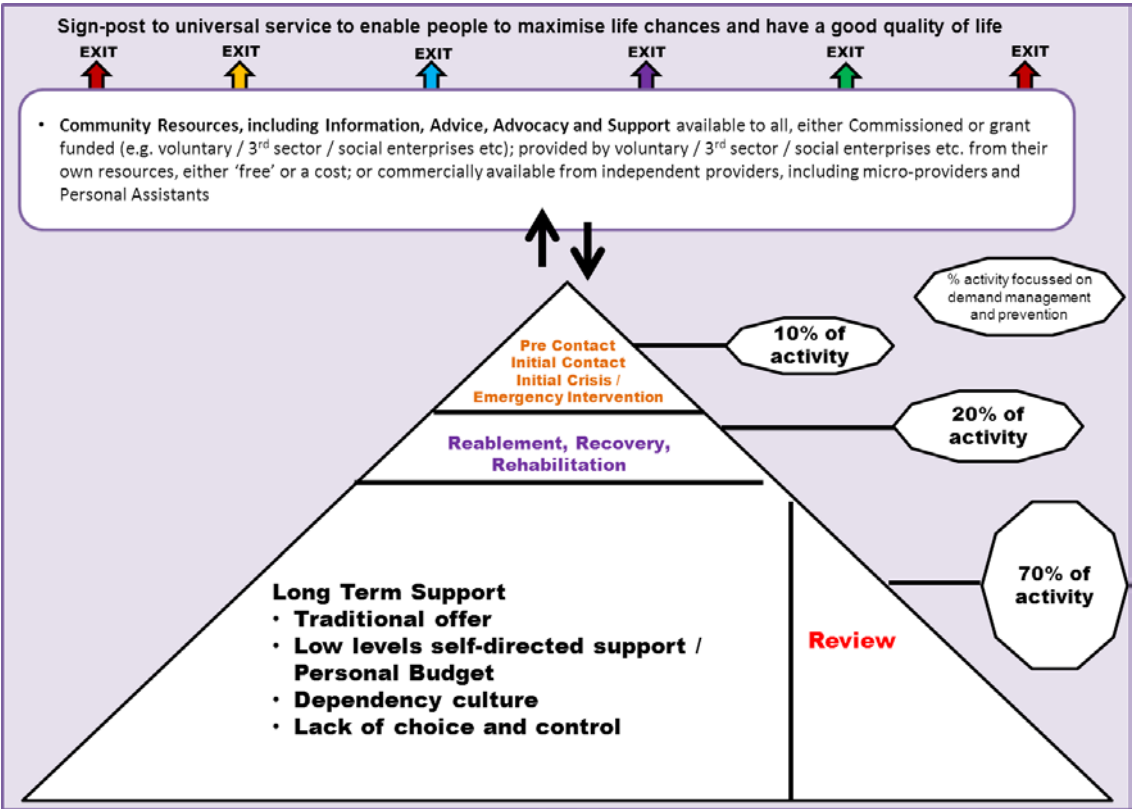 Sign-post to universal service to enable people to maximise life chances and have a good quality of life
EXIT EXIT EXIT EXIT EXIT EXIT
• Community Resources, including Information, Advice, Advocacy and Support available to all, either Commissioned or grant
funded (e.g. voluntary / 3rd sector / social enterprises etc); provided by voluntary / 3rd sector / social enterprises etc. from their
own resources, either ‘free’ or a cost; or commercially available from independent providers, including micro-providers and
Personal Assistants
% activity focussed on
demand management
and prevention
Pre Contact
Initial Contact
Initial Crisis /
Emergency Intervention
10% of
activity
Reablement, Recovery,
Rehabilitation
20% of
activity
Long Term Support
• Traditional offer
• Low levels self-directed support /
Personal Budget
• Dependency culture
• Lack of choice and control
Review
70% of
activity